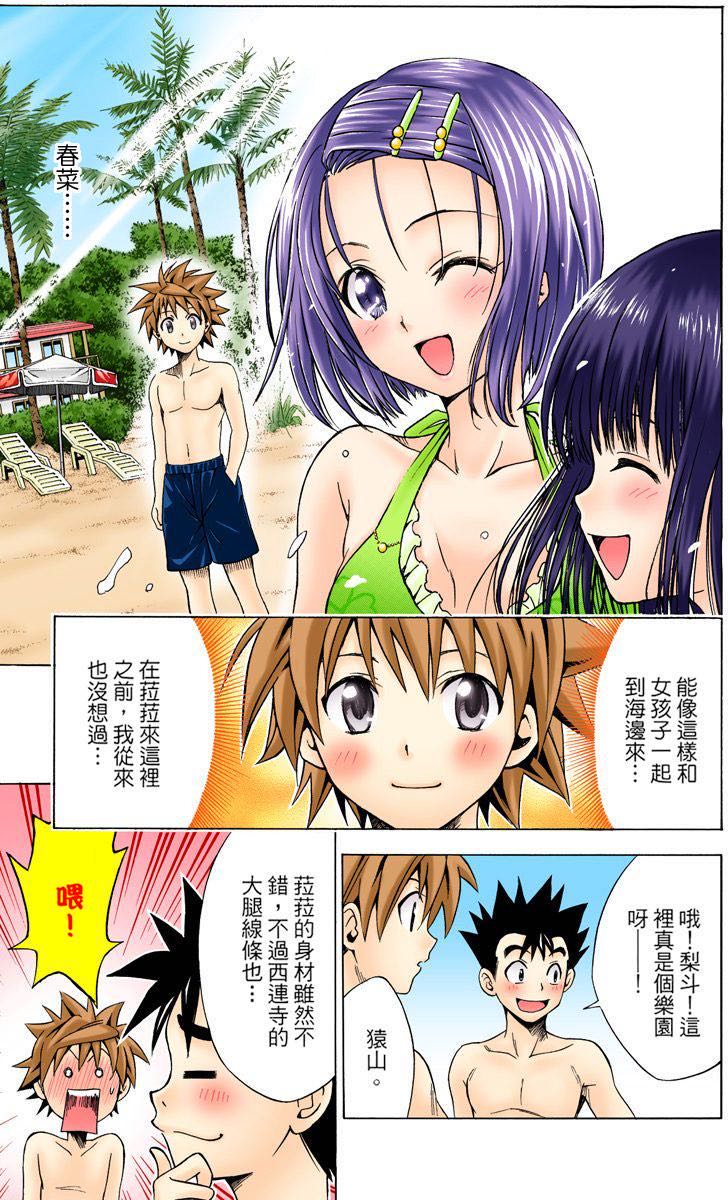 春菜……
能像這樣和
女孩子一起
到海邊來…
在菈菈來這裡
之前，我從來
也沒想過…
哦！梨斗！這
裡真是個樂園
呀——！
猿山。
菈菈的身材雖然不
錯，不過西連寺的
大腿線條也…
喂！